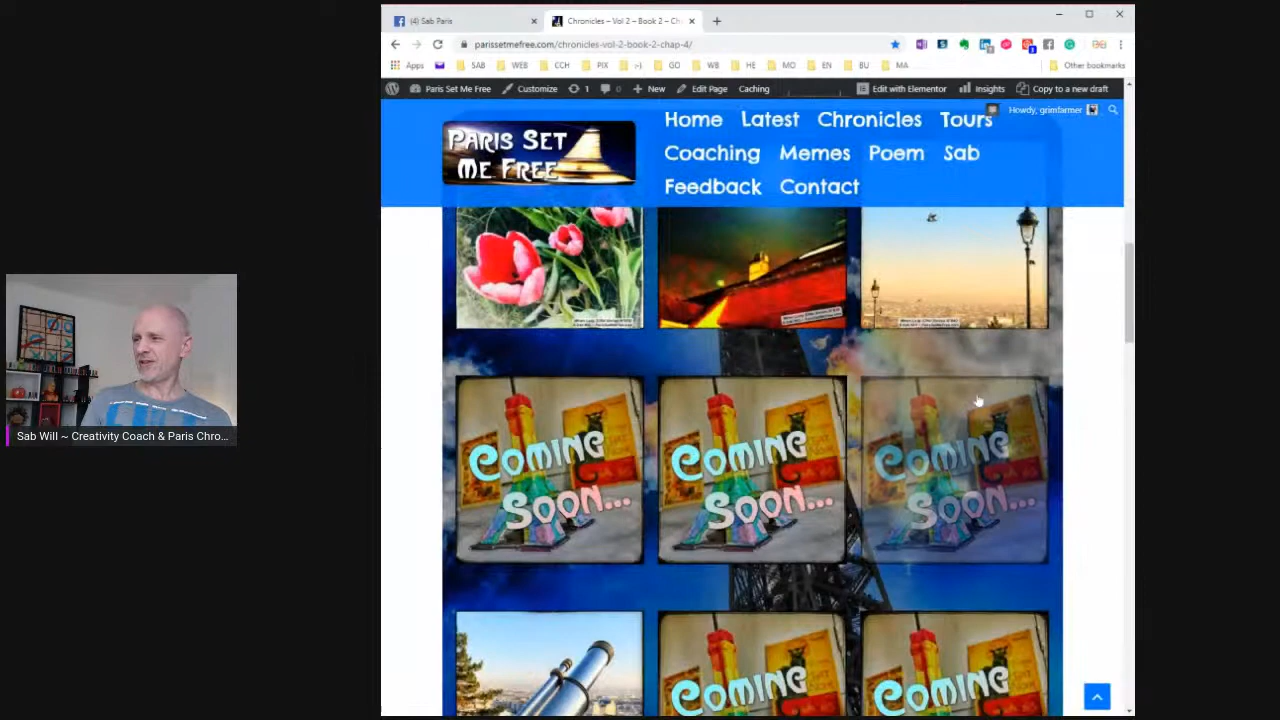 (4) Sab Paris
Chronicles – Vol 2 – Book 2 – Ch
parissetmefree.com/chronicles-vol-2-book-2-chap-4/
Apps SAB WEB CCH PIX :-) GO WB HE MO EN BU MA Other bookmarks
Paris Set Me Free Customize 1 0 New Edit Page Caching Edit with Elementor Insights Copy to a new draft
Howdy, grimfarmer
Paris Set
Me Free
Home Latest Chronicles Tours
Coaching Memes Poem Sab
Feedback Contact
Coming
Soon...
Coming
Soon...
Coming
Soon...
Coming
Coming
Sab Will ~ Creativity Coach & Paris Chro...